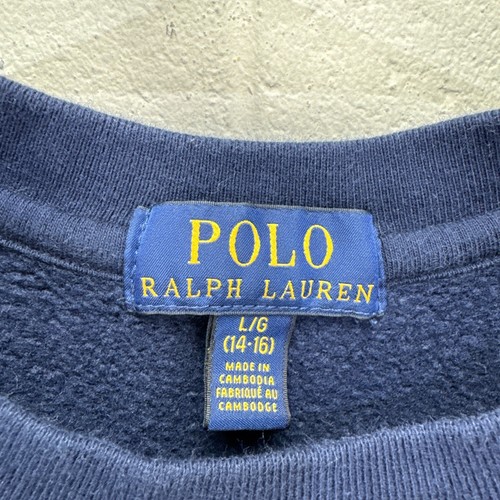 POLO
RALPH LAUREN
L/G
(14-16)
MADE IN
CAMBODIA
FABRIQUÉ AU
CAMBODGE